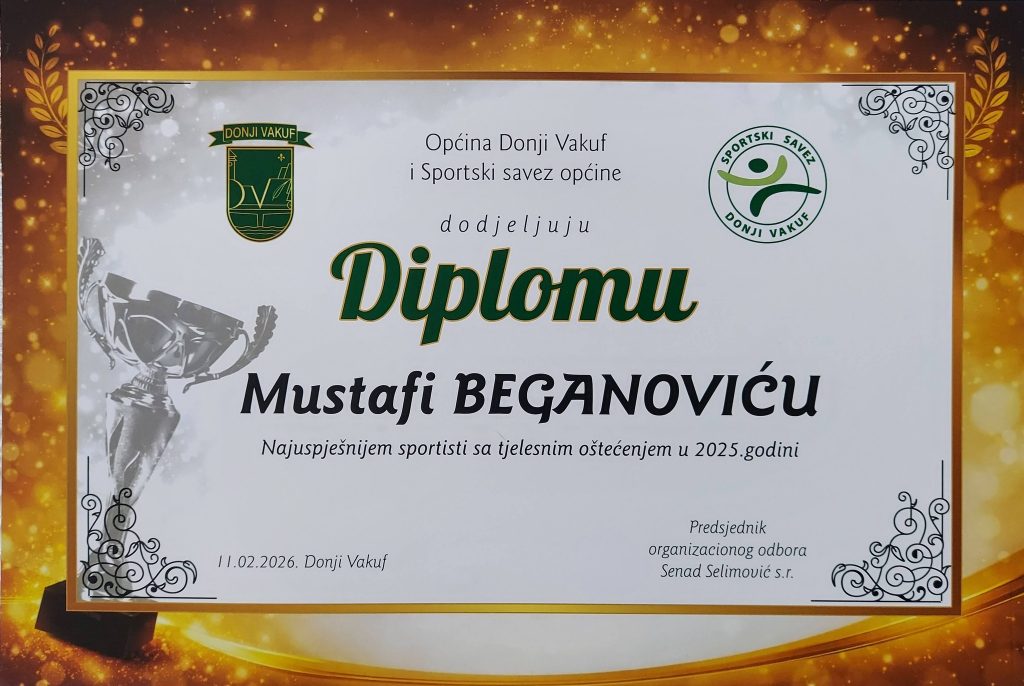 DONJI VAKUF
Općina Donji Vakuf
i Sportski savez općine
SPORTSKI SAVEZ
DONJI VAKUF
dodjeljuju
Diplomu
Mustafi BEGANOVIĆU
Najuspješnijem sportisti sa tjelesnim oštećenjem u 2025.godini
Predsjednik
organizacionog odbora
Senad Selimović s.r.
11.02.2026. Donji Vakuf